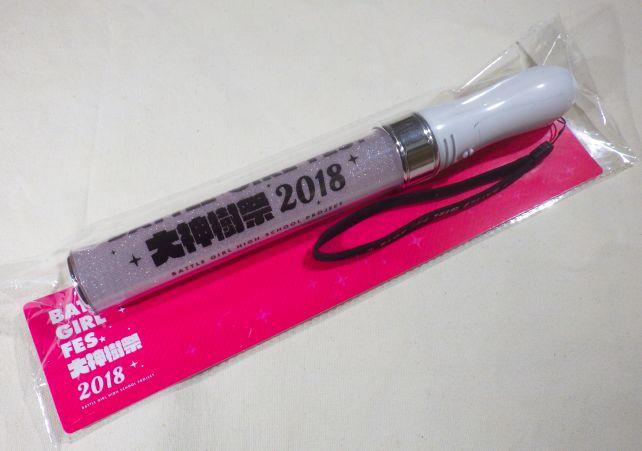 大神樹祭 2018
BATTLE GIRL HIGH SCHOOL PROJECT
GIRL
FES.
大神樹祭
2018
BATTLE GIRL HIGH SCHOOL PROJECT